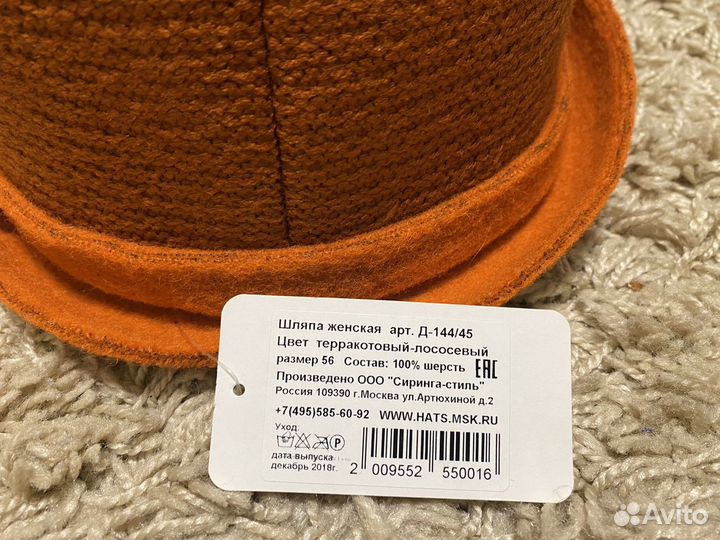 Шляпа женская арт. Д-144/45
Цвет терракотовый-лососевый
размер 56 Состав: 100% шерсть EAC
Произведено ООО "Сиринга-стиль"
Россия 109390 г.Москва ул.Артюхиной д.2
+7(495)585-60-92 WWW.HATS.MSK.RU
Уход:
P
дата выпуска
декабрь 2018г.
2 009552 550016
Avito